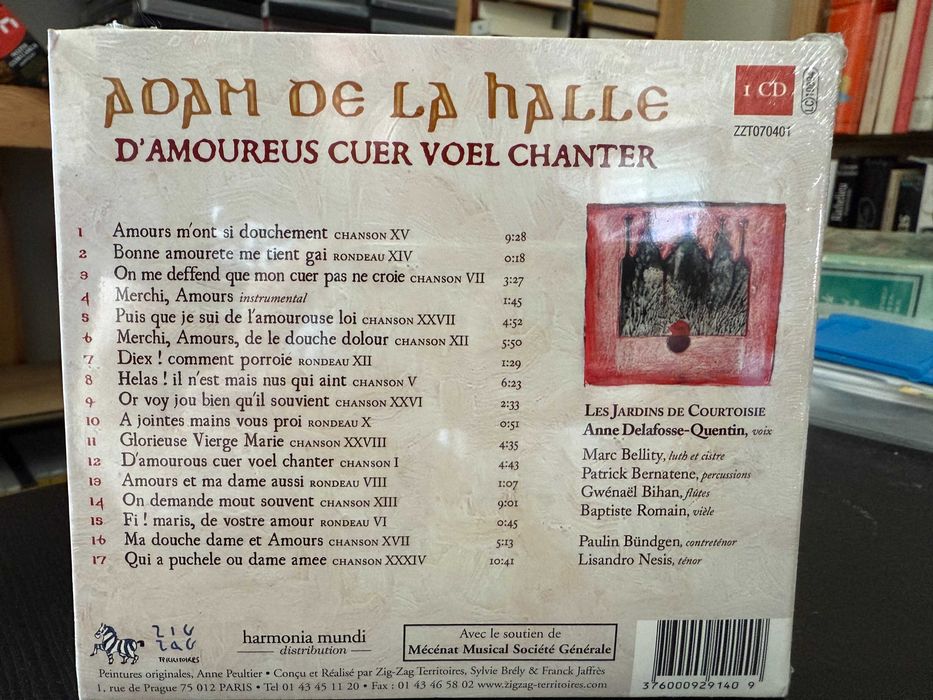 ADAM DE LA HALLE
D'AMOUREUS CUER VOEL CHANTER
1 CD
ZZT070401
1 Amours m'ont si douchement CHANSON XV 9:28
2 Bonne amourete me tient gai RONDEAU XIV 0:18
3 On me deffend que mon cuer pas ne croie CHANSON VII 3:27
4 Merchi, Amours instrumental 1:45
5 Puis que je sui de l'amourouse loi CHANSON XXVII 4:52
6 Merchi, Amours, de le douche dolour CHANSON XII 5:50
7 Diex ! comment porroie RONDEAU XII 1:29
8 Helas ! il n'est mais nus qui aint CHANSON V 6:23
9 Or voy jou bien qu'il souvient CHANSON XXVI 2:33
10 A jointes mains vous proi RONDEAU X 0:51
11 Glorieuse Vierge Marie CHANSON XXVIII 4:35
12 D'amourous cuer voel chanter CHANSON I 4:43
13 Amours et ma dame aussi RONDEAU VIII 1:07
14 On demande mout souvent CHANSON XIII 9:01
15 Fi ! maris, de vostre amour RONDEAU VI 0:45
16 Ma douche dame et Amours CHANSON XVII 5:13
17 Qui a puchele ou dame amee CHANSON XXXIV 10:41
LES JARDINS DE COURTOISIE
Anne Delafosse-Quentin, voix
Marc Bellity, luth et cistre
Patrick Bernatene, percussions
Gwénaël Bihan, flûtes
Baptiste Romain, vièle
Paulin Bündgen, contreténor
Lisandro Nesis, ténor
ZIG ZAG TERRITOIRES
harmonia mundi
distribution
Avec le soutien de
Mécénat Musical Société Générale
Peintures originales, Anne Peultier • Conçu et Réalisé par Zig-Zag Territoires, Sylvie Brély & Franck Jaffrès
1, rue de Prague 75 012 PARIS • Tel 01 43 45 11 20 • Fax : 01 43 46 58 02 www.zigzag-territoires.com
3760009291409